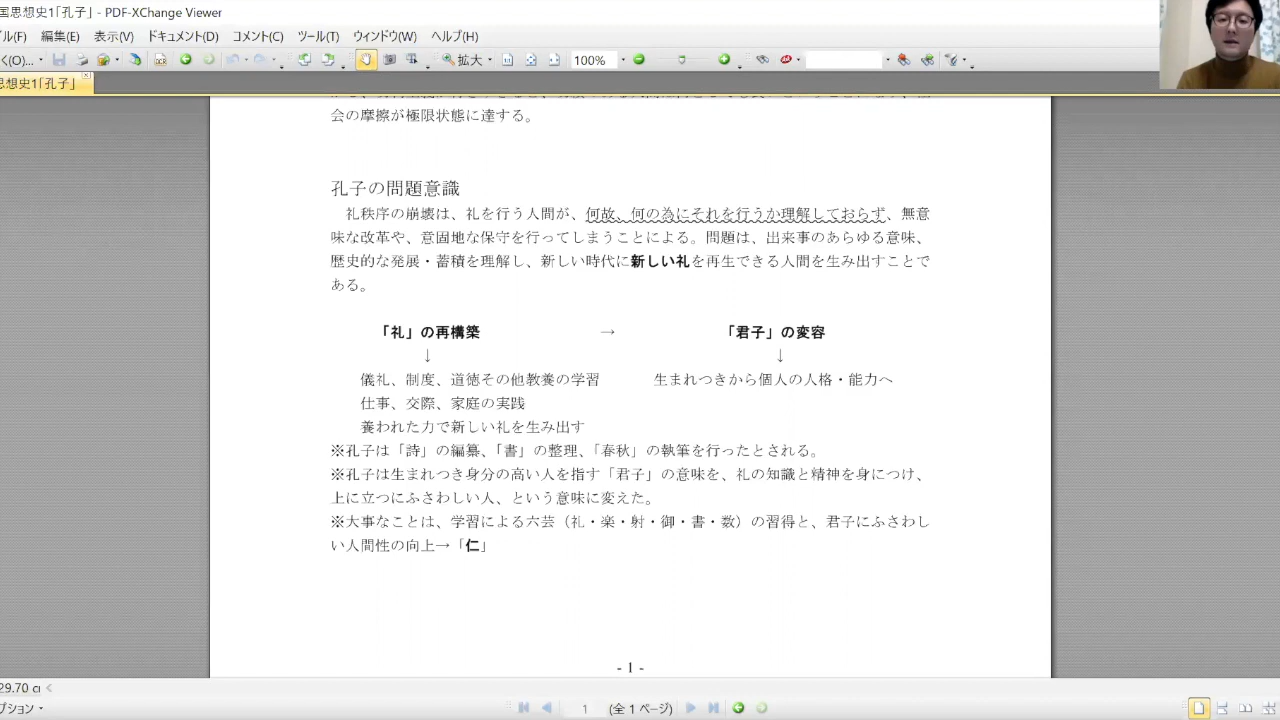 国思想史1「孔子」 - PDF-XChange Viewer
イル(F) 編集(E) 表示(V) ドキュメント(D) コメント(C) ツール(T) ウィンドウ(W) ヘルプ(H)
く(O)... 拡大 100%
思想史1「孔子」
会の摩擦が極限状態に達する。
孔子の問題意識
礼秩序の崩壊は、礼を行う人間が、何故、何の為にそれを行うか理解しておらず、無意
味な改革や、意固地な保守を行ってしまうことによる。問題は、出来事のあらゆる意味、
歴史的な発展・蓄積を理解し、新しい時代に新しい礼を再生できる人間を生み出すことで
ある。
「礼」の再構築 → 「君子」の変容
↓ ↓
儀礼、制度、道徳その他教養の学習 生まれつきから個人の人格・能力へ
仕事、交際、家庭の実践
養われた力で新しい礼を生み出す
※孔子は「詩」の編纂、「書」の整理、「春秋」の執筆を行ったとされる。
※孔子は生まれつき身分の高い人を指す「君子」の意味を、礼の知識と精神を身につけ、
上に立つにふさわしい人、という意味に変えた。
※大事なことは、学習による六芸（礼・楽・射・御・書・数）の習得と、君子にふさわし
い人間性の向上→「仁」
- 1 -
29.70 cm
プション 1 (全 1 ページ)